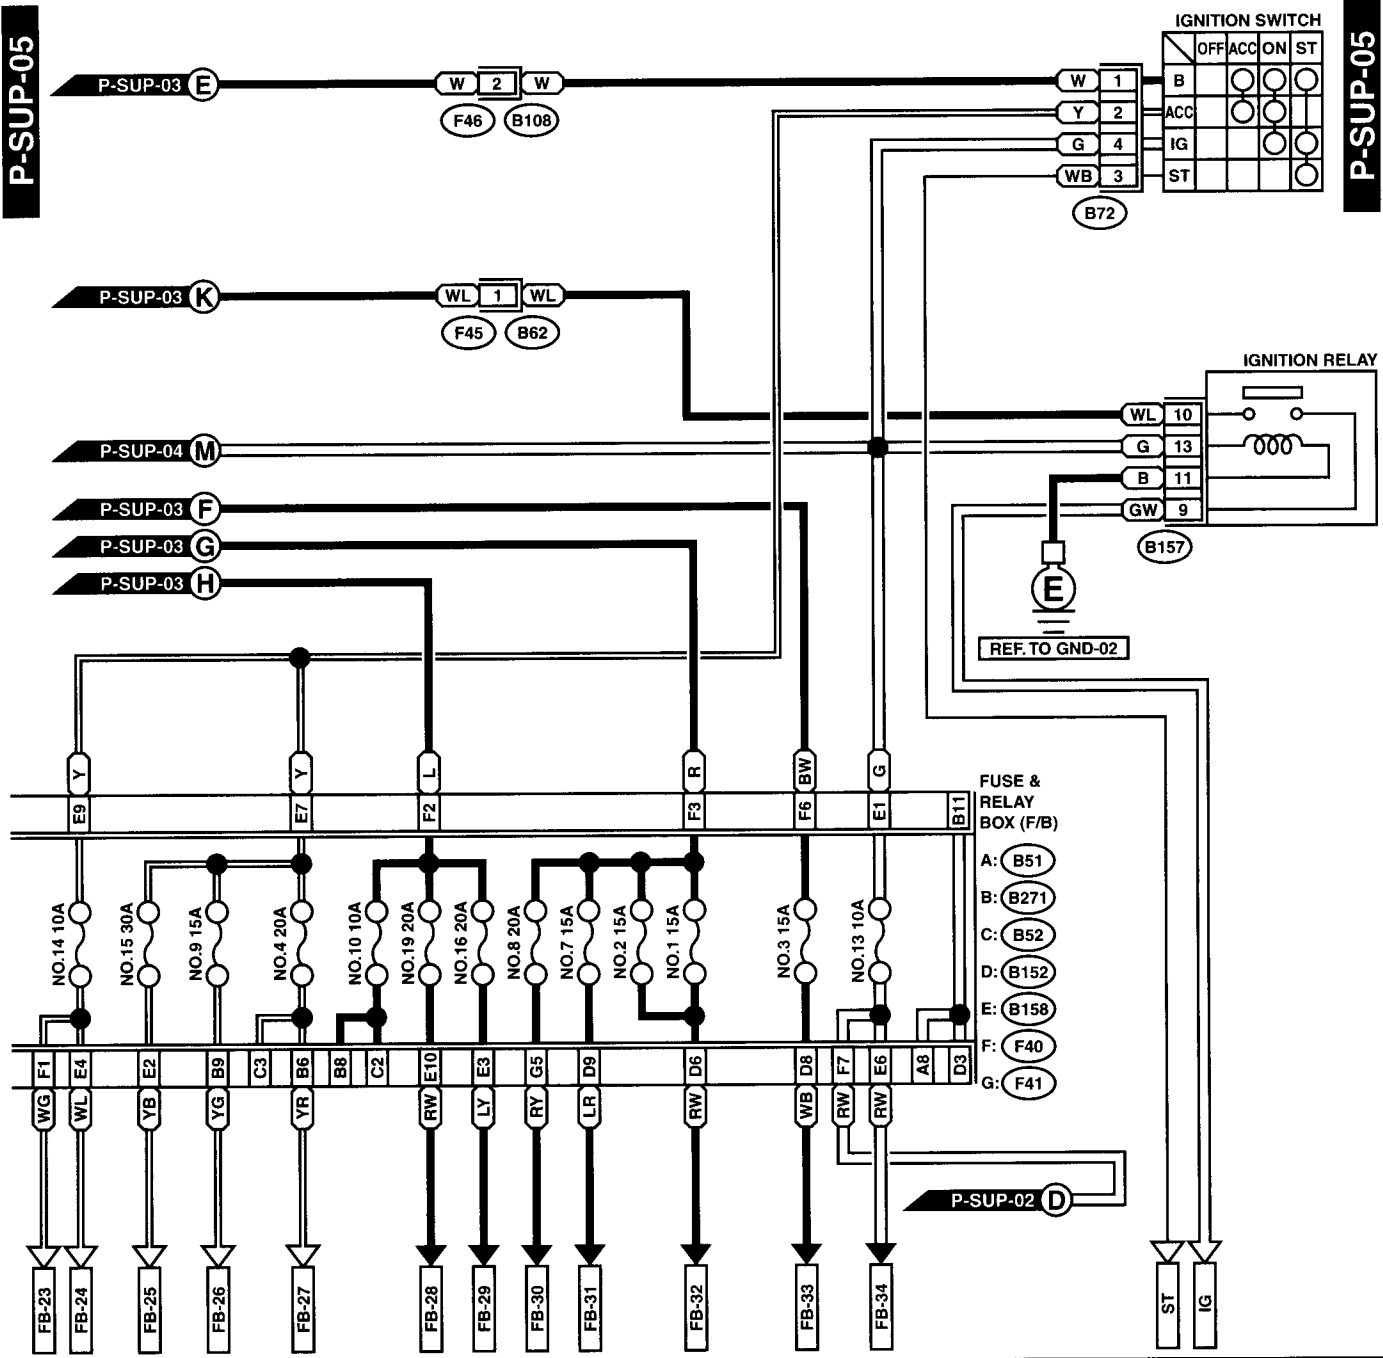 P-SUP-05
P-SUP-05
IGNITION SWITCH
OFF ACC ON ST
B
ACC
IG
ST
P-SUP-03 E
W 2 W
F46 B108
W 1
Y 2
G 4
WB 3
B72
P-SUP-03 K
WL 1 WL
F45 B62
IGNITION RELAY
WL 10
G 13
B 11
GW 9
B157
P-SUP-04 M
P-SUP-03 F
P-SUP-03 G
P-SUP-03 H
E
REF. TO GND-02
Y Y L R BW G
E9 E7 F2 F3 F6 E1 B11
FUSE &
RELAY
BOX (F/B)
A: B51
B: B271
C: B52
D: B152
E: B158
F: F40
G: F41
NO.14 10A
NO.15 30A
NO.9 15A
NO.4 20A
NO.10 10A
NO.19 20A
NO.16 20A
NO.8 20A
NO.7 15A
NO.2 15A
NO.1 15A
NO.3 15A
NO.13 10A
F1 E4 E2 B9 C3 B6 B8 C2 E10 E3 G5 D9 D6 D8 F7 E6 A8 D3
WG WL YB YG YR RW LY RY LR RW WB RW RW
P-SUP-02 D
FB-23 FB-24 FB-25 FB-26 FB-27 FB-28 FB-29 FB-30 FB-31 FB-32 FB-33 FB-34 ST IG